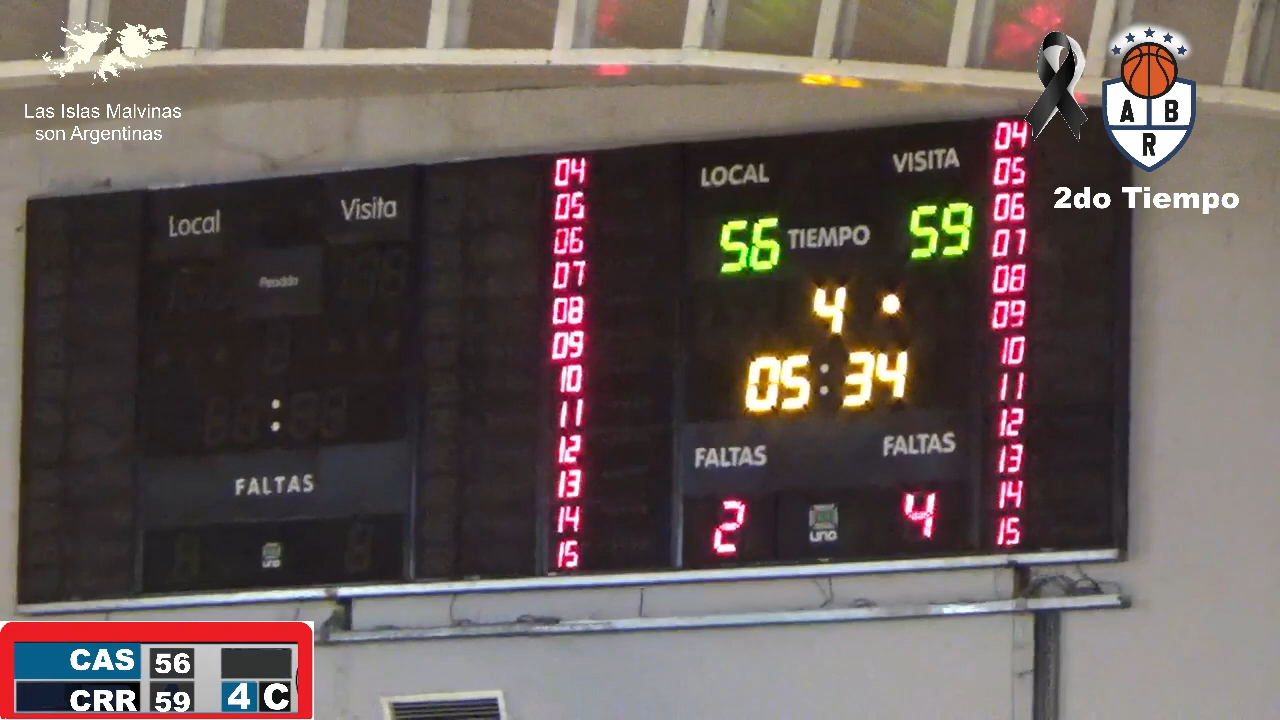 Las Islas Malvinas
son Argentinas
A B
R
2do Tiempo
Local Visita
FALTAS
uno
04
05
06
07
08
09
10
11
12
13
14
15
LOCAL VISITA
56 TIEMPO 59
4
05:34
FALTAS FALTAS
2 4
uno
04
05
06
07
08
09
10
11
12
13
14
15
CAS 56
CRR 59 4 C